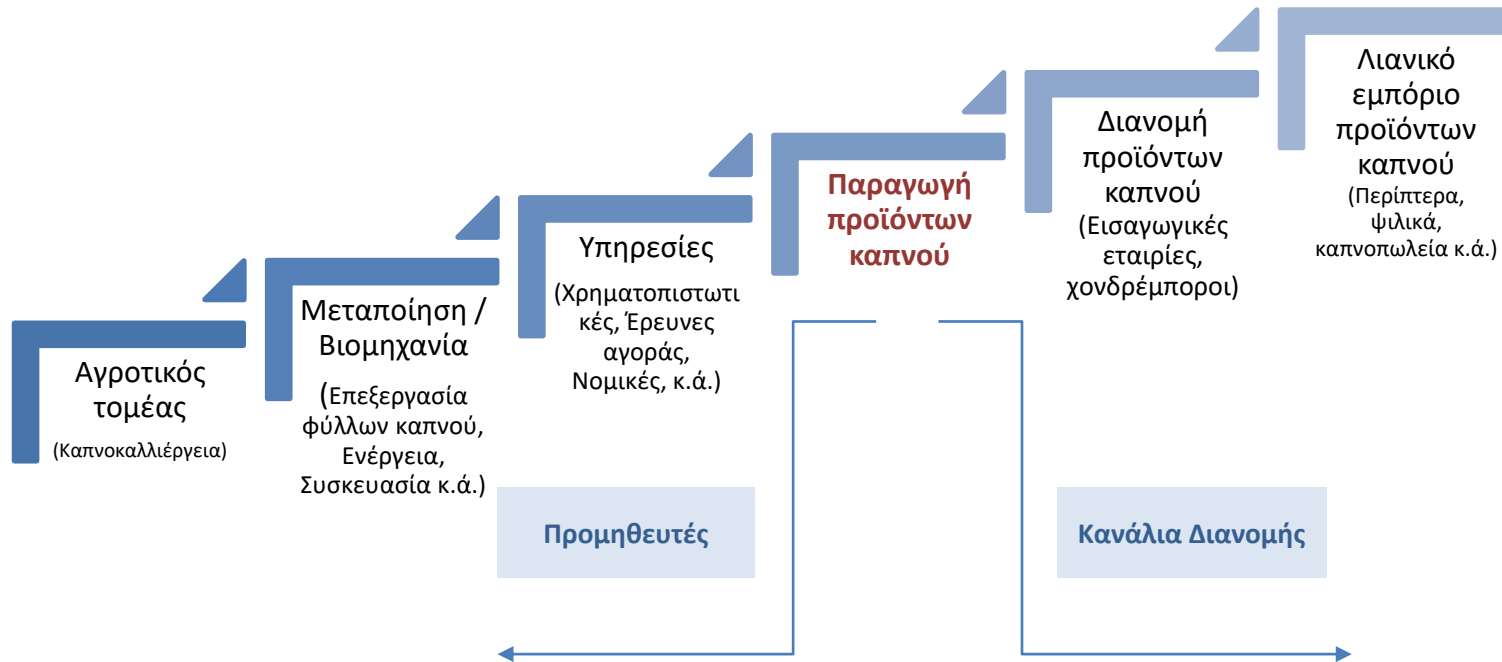 Αγροτικός
τομέας
(Καπνοκαλλιέργεια)
Μεταποίηση /
Βιομηχανία
(Επεξεργασία
φύλλων καπνού,
Ενέργεια,
Συσκευασία κ.ά.)
Υπηρεσίες
(Χρηματοπιστωτι
κές, Έρευνες
αγοράς,
Νομικές, κ.ά.)
Παραγωγή
προϊόντων
καπνού
Διανομή
προϊόντων
καπνού
(Εισαγωγικές
εταιρίες,
χονδρέμποροι)
Λιανικό
εμπόριο
προϊόντων
καπνού
(Περίπτερα,
ψιλικά,
καπνοπωλεία κ.ά.)
Προμηθευτές
Κανάλια Διανομής